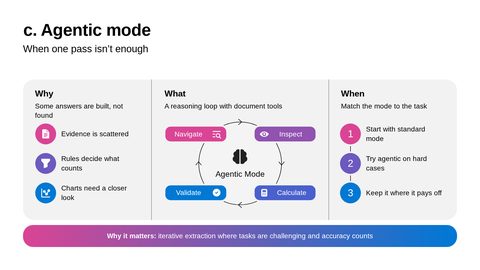 c. Agentic mode
When one pass isn't enough
Why
Some answers are built, not
found
Evidence is scattered
Rules decide what
counts
Charts need a closer
look
What
A reasoning loop with document tools
Navigate
Inspect
Agentic Mode
Validate
Calculate
When
Match the mode to the task
1
Start with standard
mode
2
Try agentic on hard
cases
3
Keep it where it pays off
Why it matters: iterative extraction where tasks are challenging and accuracy counts